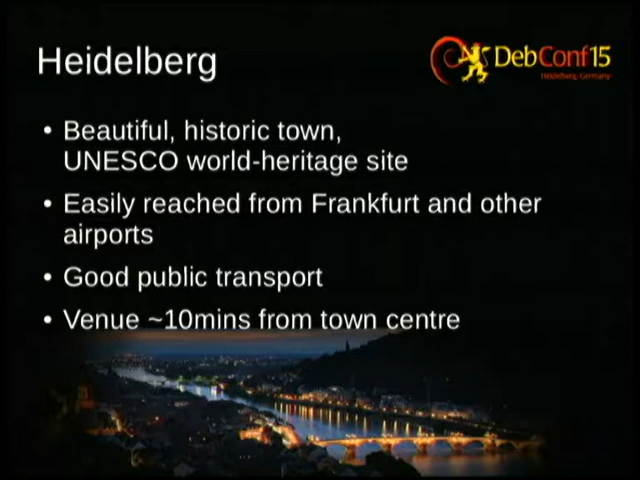 Heidelberg
DebConf15
Heidelberg, Germany
• Beautiful, historic town,
UNESCO world-heritage site
• Easily reached from Frankfurt and other
airports
• Good public transport
• Venue ~10mins from town centre